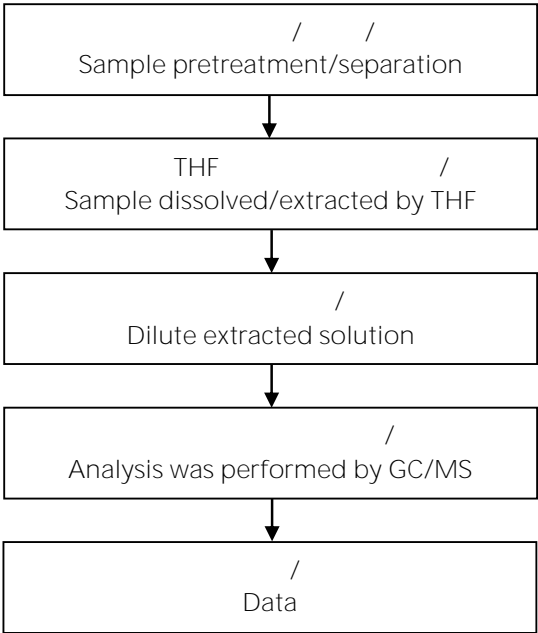 / /
Sample pretreatment/separation
THF /
Sample dissolved/extracted by THF
/
Dilute extracted solution
/
Analysis was performed by GC/MS
/
Data